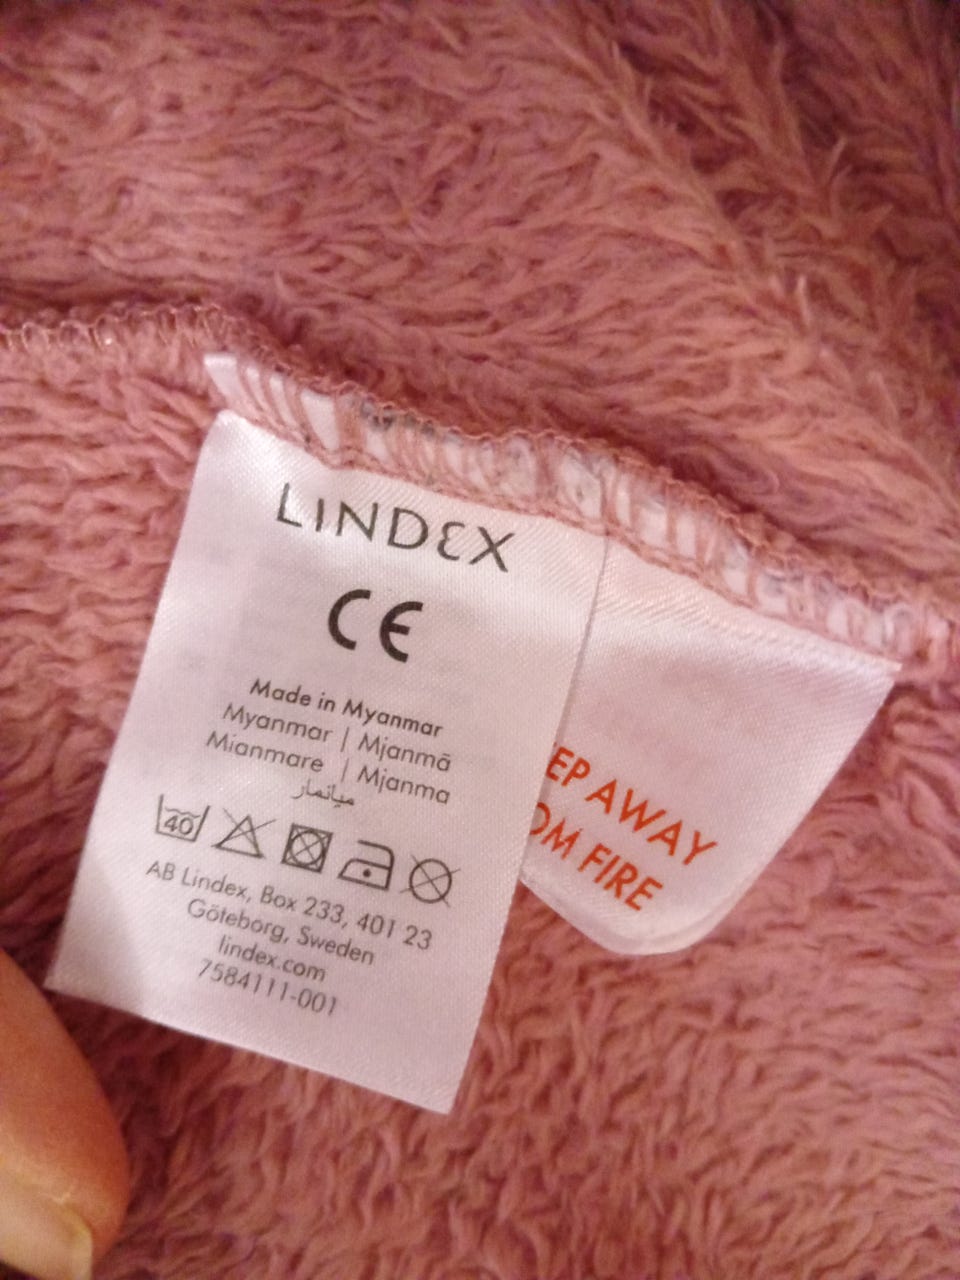 LINDEX
CE
Made in Myanmar
Myanmar | Mjanmā
Mianmare | Mjanma
ميانمار
40
AB Lindex, Box 233, 401 23
Göteborg, Sweden
lindex.com
7584111-001
EP AWAY
OM FIRE